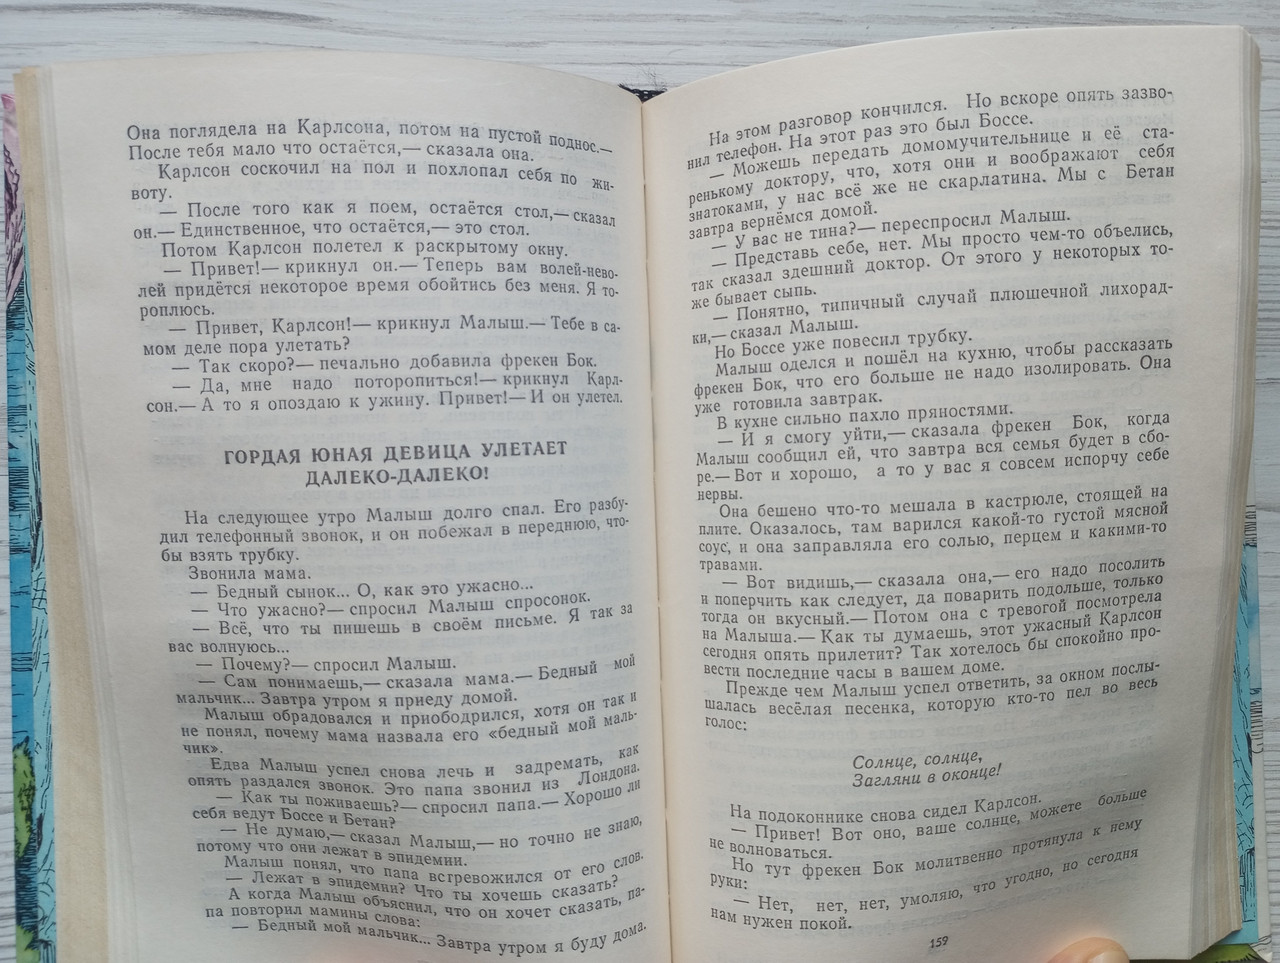 Она поглядела на Карлсона, потом на пустой поднос.—
После тебя мало что остаётся,— сказала она.
Карлсон соскочил на пол и похлопал себя по жи-
воту.
— После того как я поем, остаётся стол,— сказал
он.— Единственное, что остаётся,— это стол.
Потом Карлсон полетел к раскрытому окну.
— Привет!— крикнул он.— Теперь вам волей-нево-
лей придётся некоторое время обойтись без меня. Я то-
роплюсь.
— Привет, Карлсон!— крикнул Малыш.— Тебе в са-
мом деле пора улетать?
— Так скоро?— печально добавила фрекен Бок.
— Да, мне надо поторопиться!— крикнул Карл-
сон.— А то я опоздаю к ужину. Привет!— И он улетел.
ГОРДАЯ ЮНАЯ ДЕВИЦА УЛЕТАЕТ
ДАЛЕКО-ДАЛЕКО!
На следующее утро Малыш долго спал. Его разбу-
дил телефонный звонок, и он побежал в переднюю, что-
бы взять трубку.
Звонила мама.
— Бедный сынок... О, как это ужасно...
— Что ужасно?— спросил Малыш спросонок.
— Всё, что ты пишешь в своём письме. Я так за
вас волнуюсь...
— Почему?— спросил Малыш.
— Сам понимаешь,— сказала мама.— Бедный мой
мальчик... Завтра утром я приеду домой.
Малыш обрадовался и приободрился, хотя он так и
не понял, почему мама назвала его «бедный мой маль-
чик».
Едва Малыш успел снова лечь и задремать, как
опять раздался звонок. Это папа звонил из Лондона.
— Как ты поживаешь?— спросил папа.— Хорошо ли
себя ведут Боссе и Бетан?
— Не думаю,— сказал Малыш,— но точно не знаю,
потому что они лежат в эпидемии.
Малыш понял, что папа встревожился от его слов.
— Лежат в эпидемии? Что ты хочешь сказать?
А когда Малыш объяснил, что он хочет сказать, па-
па повторил мамины слова:
— Бедный мой мальчик... Завтра утром я буду дома.
На этом разговор кончился. Но вскоре опять зазво-
нил телефон. На этот раз это был Боссе.
— Можешь передать домомучительнице и её ста-
ренькому доктору, что, хотя они и воображают себя
знатоками, у нас всё же не скарлатина. Мы с Бетан
завтра вернёмся домой.
— У вас не тина?— переспросил Малыш.
— Представь себе, нет. Мы просто чем-то объелись,
так сказал здешний доктор. От этого у некоторых то-
же бывает сыпь.
— Понятно, типичный случай плюшечной лихорад-
ки,— сказал Малыш.
Но Боссе уже повесил трубку.
Малыш оделся и пошёл на кухню, чтобы рассказать
фрекен Бок, что его больше не надо изолировать. Она
уже готовила завтрак.
В кухне сильно пахло пряностями.
— И я смогу уйти,— сказала фрекен Бок, когда
Малыш сообщил ей, что завтра вся семья будет в сбо-
ре.— Вот и хорошо, а то у вас я совсем испорчу себе
нервы.
Она бешено что-то мешала в кастрюле, стоящей на
плите. Оказалось, там варился какой-то густой мясной
соус, и она заправляла его солью, перцем и какими-то
травами.
— Вот видишь,— сказала она,— его надо посолить
и поперчить как следует, да поварить подольше, только
тогда он вкусный.— Потом она с тревогой посмотрела
на Малыша.— Как ты думаешь, этот ужасный Карлсон
сегодня опять прилетит? Так хотелось бы спокойно про-
вести последние часы в вашем доме.
Прежде чем Малыш успел ответить, за окном послы-
шалась весёлая песенка, которую кто-то пел во весь
голос:
Солнце, солнце,
Загляни в оконце!
На подоконнике снова сидел Карлсон.
— Привет! Вот оно, ваше солнце, можете больше
не волноваться.
Но тут фрекен Бок молитвенно протянула к нему
руки:
— Нет, нет, нет, умоляю, что угодно, но сегодня
нам нужен покой.
159